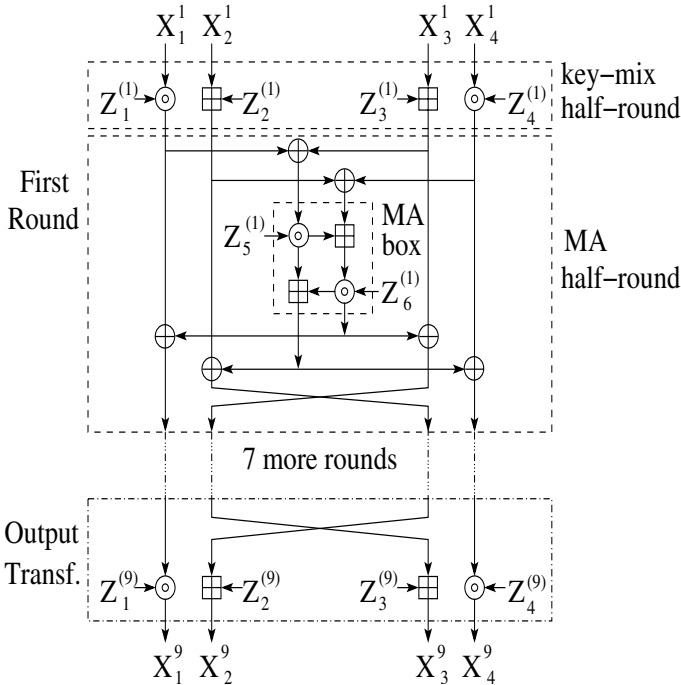 X₁¹ X₂¹ X₃¹ X₄¹
Z₁⁽¹⁾ Z₂⁽¹⁾ Z₃⁽¹⁾ Z₄⁽¹⁾
key−mix
half−round
First
Round
MA
box
Z₅⁽¹⁾
Z₆⁽¹⁾
MA
half−round
7 more rounds
Output
Transf.
Z₁⁽⁹⁾ Z₂⁽⁹⁾ Z₃⁽⁹⁾ Z₄⁽⁹⁾
X₁⁹ X₂⁹ X₃⁹ X₄⁹